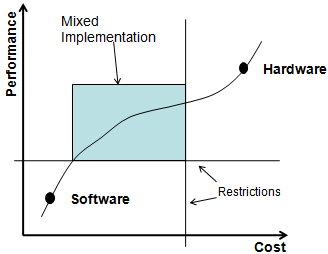 Mixed
Implementation
Performance
Hardware
Restrictions
Software
Cost